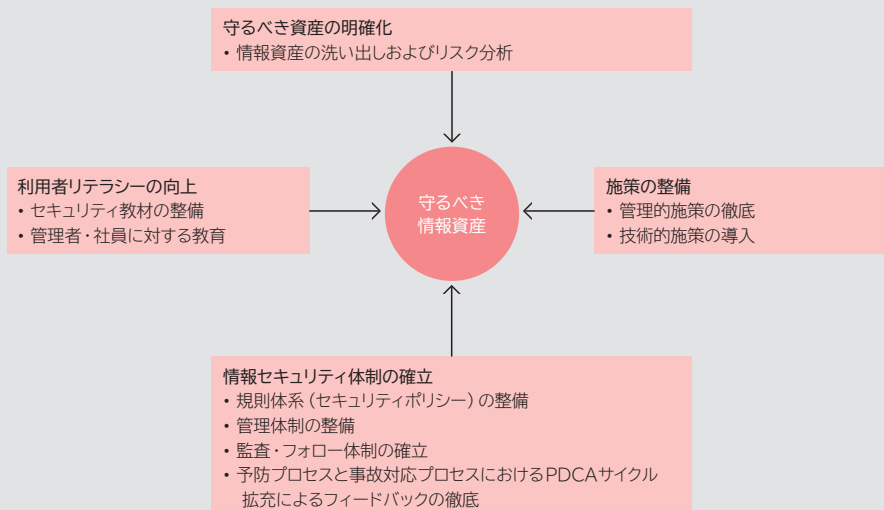 守るべき資産の明確化
• 情報資産の洗い出しおよびリスク分析
利用者リテラシーの向上
• セキュリティ教材の整備
• 管理者・社員に対する教育
守るべき
情報資産
施策の整備
• 管理的施策の徹底
• 技術的施策の導入
情報セキュリティ体制の確立
• 規則体系（セキュリティポリシー）の整備
• 管理体制の整備
• 監査・フォロー体制の確立
• 予防プロセスと事故対応プロセスにおけるPDCAサイクル
拡充によるフィードバックの徹底